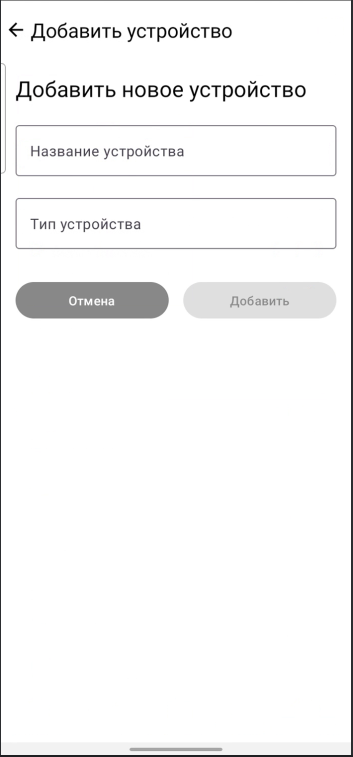 Добавить устройство
Добавить новое устройство
Название устройства
Тип устройства
Отмена
Добавить